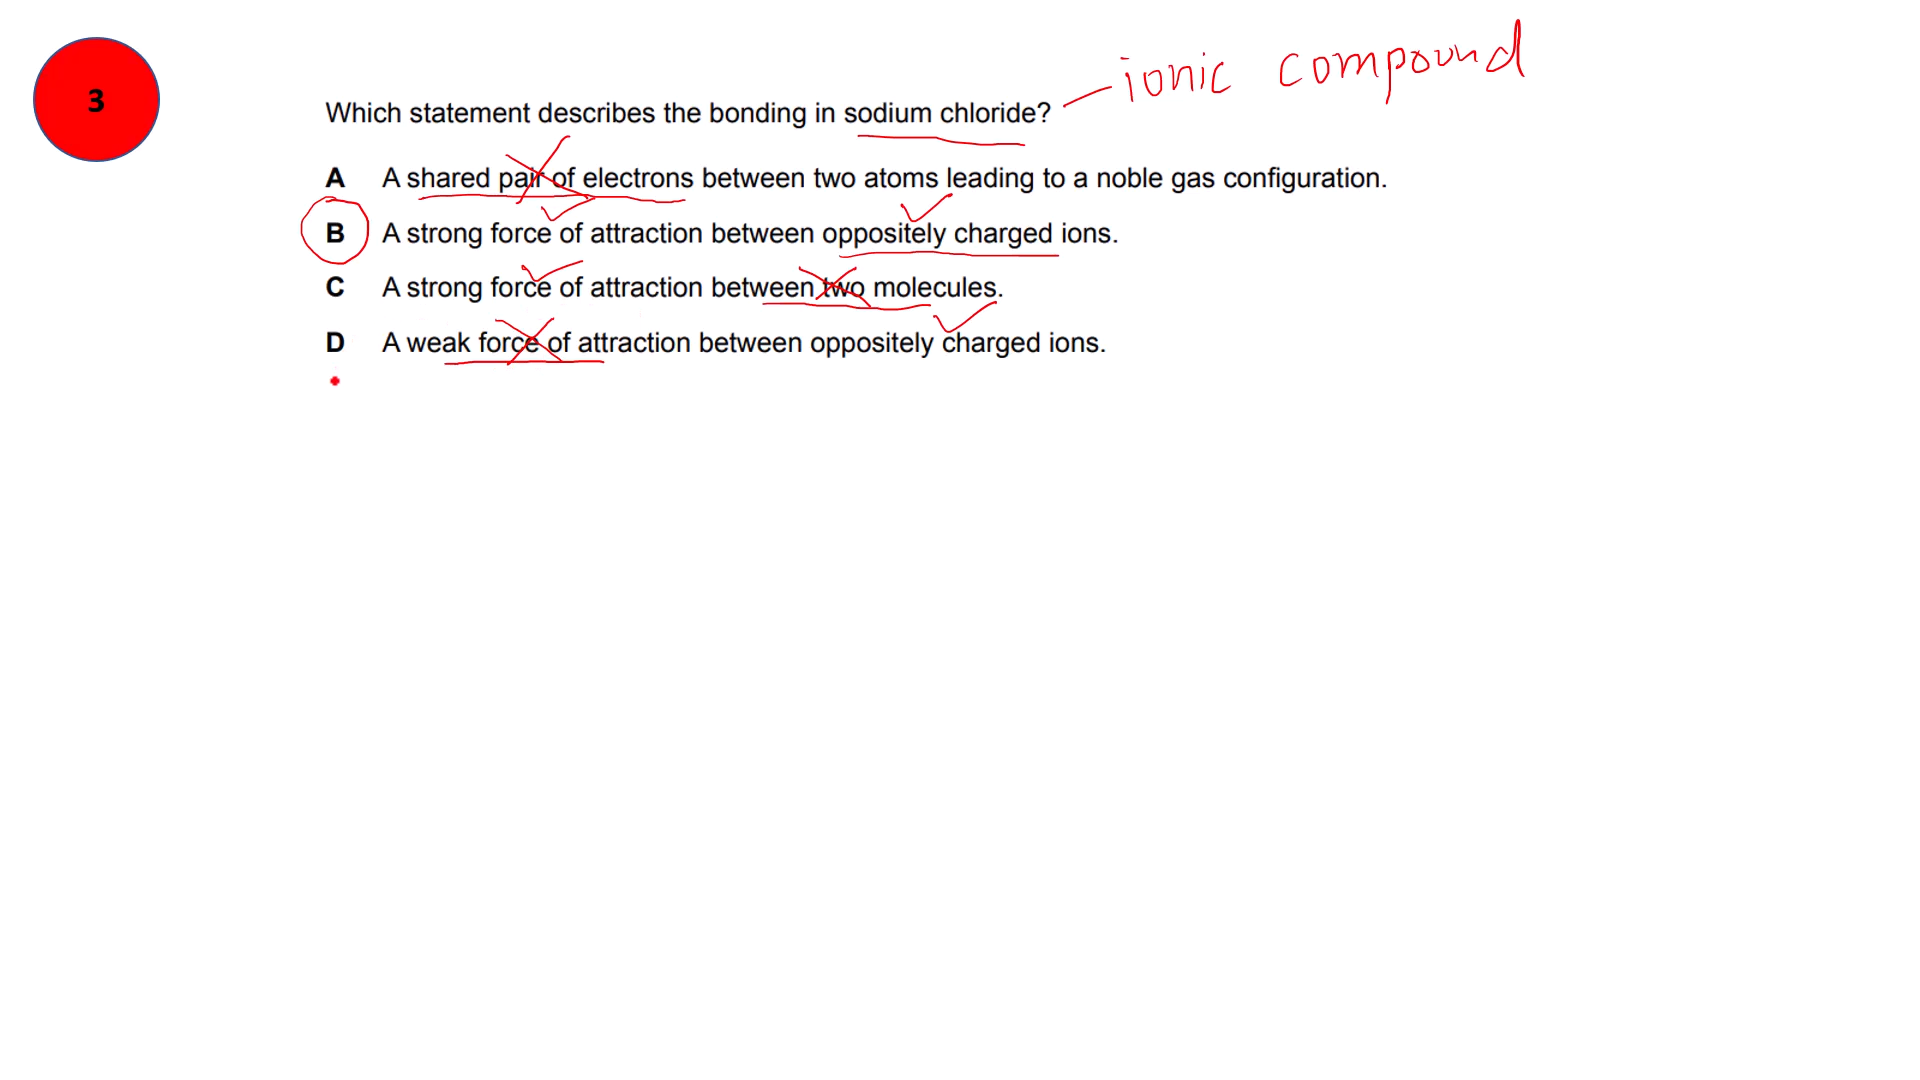 3
ionic compound
Which statement describes the bonding in sodium chloride?
A A shared pair of electrons between two atoms leading to a noble gas configuration.
B A strong force of attraction between oppositely charged ions.
C A strong force of attraction between two molecules.
D A weak force of attraction between oppositely charged ions.